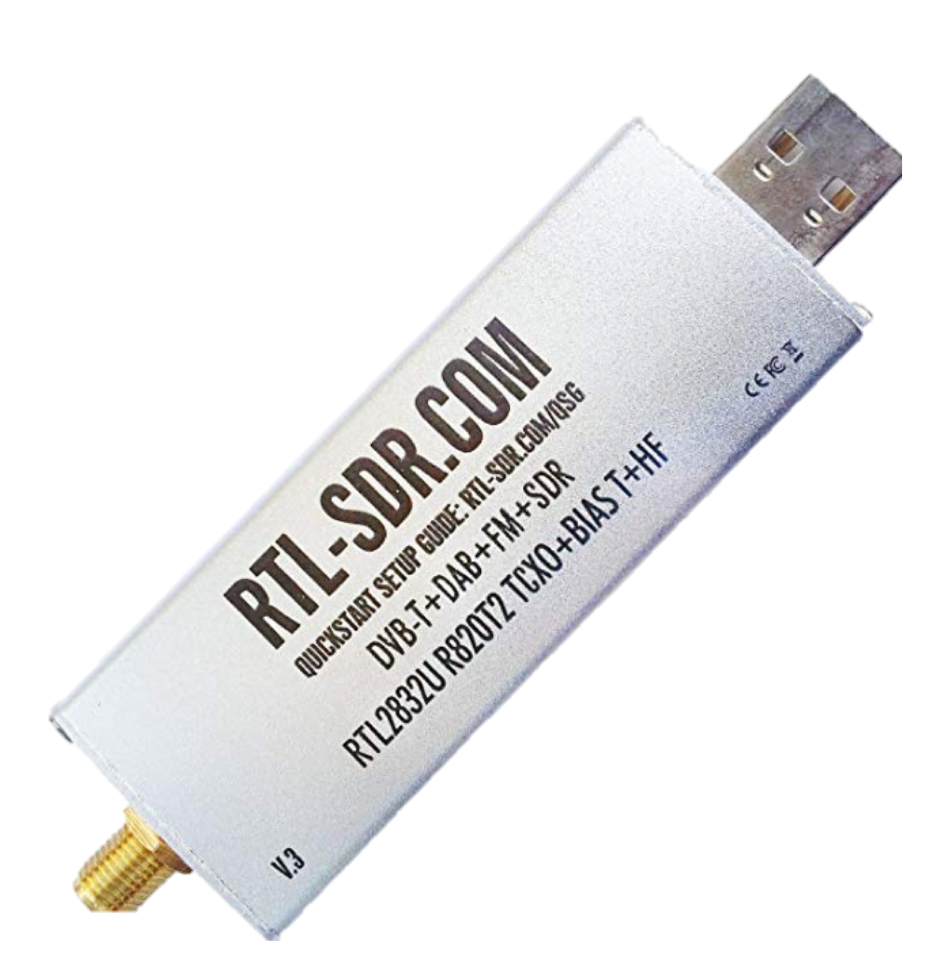 RTL-SDR.COM
QUICKSTART SETUP GUIDE: RTL-SDR.COM/QSG
DVB-T+DAB+FM+SDR
RTL2832U R820T2 TCXO+BIAS T+HF
CE FC
V.3